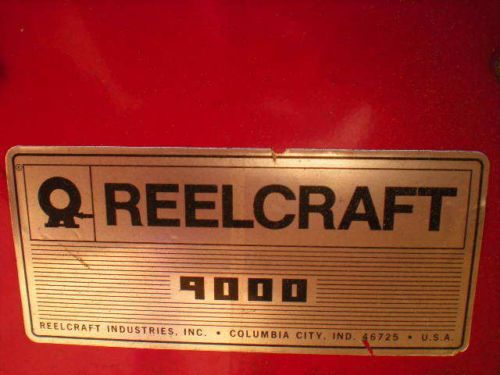 REELCRAFT
9000
REELCRAFT INDUSTRIES, INC. • COLUMBIA CITY, IND. 46725 • U.S.A.